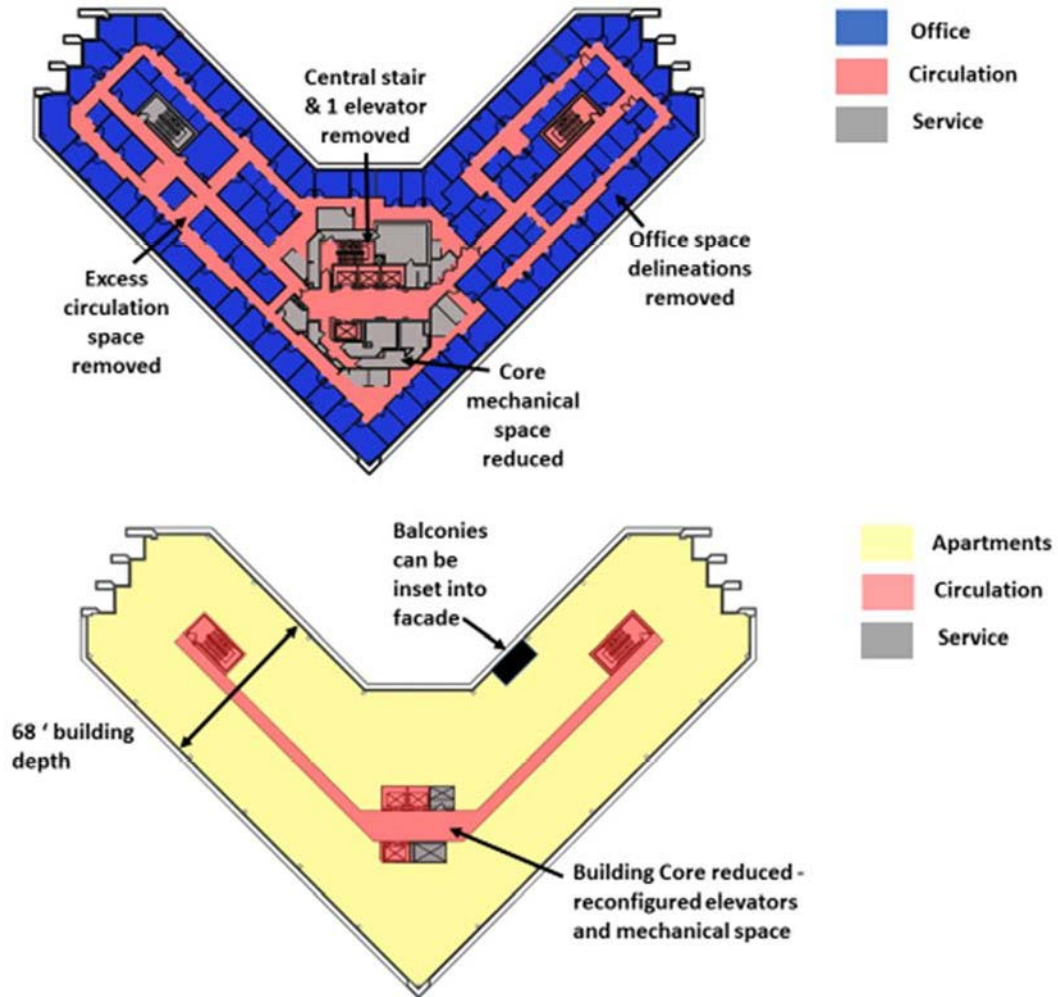 Office
Circulation
Service
Central stair
& 1 elevator
removed
Excess
circulation
space
removed
Office space
delineations
removed
Core
mechanical
space
reduced
Apartments
Circulation
Service
Balconies
can be
inset into
facade
68 ‘ building
depth
Building Core reduced -
reconfigured elevators
and mechanical space